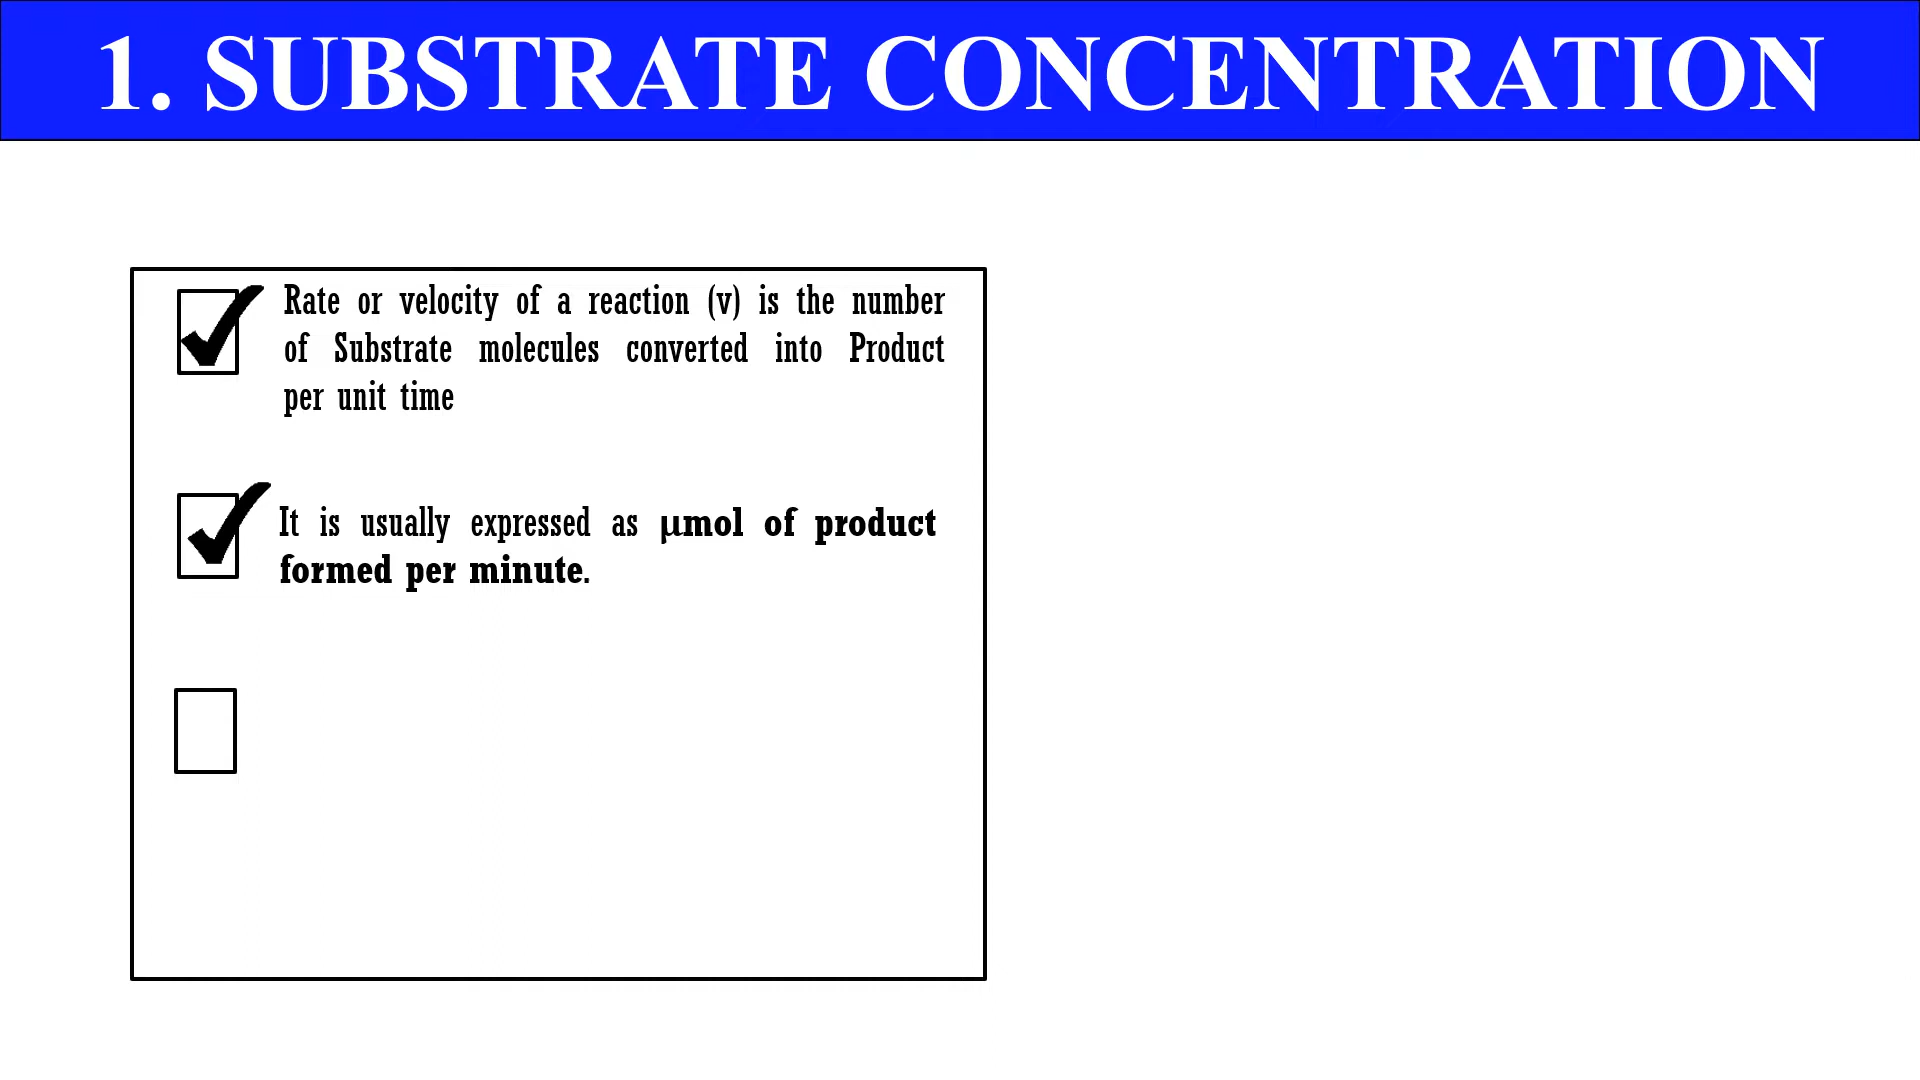 1. SUBSTRATE CONCENTRATION
Rate or velocity of a reaction (v) is the number
of Substrate molecules converted into Product
per unit time
It is usually expressed as μmol of product
formed per minute.